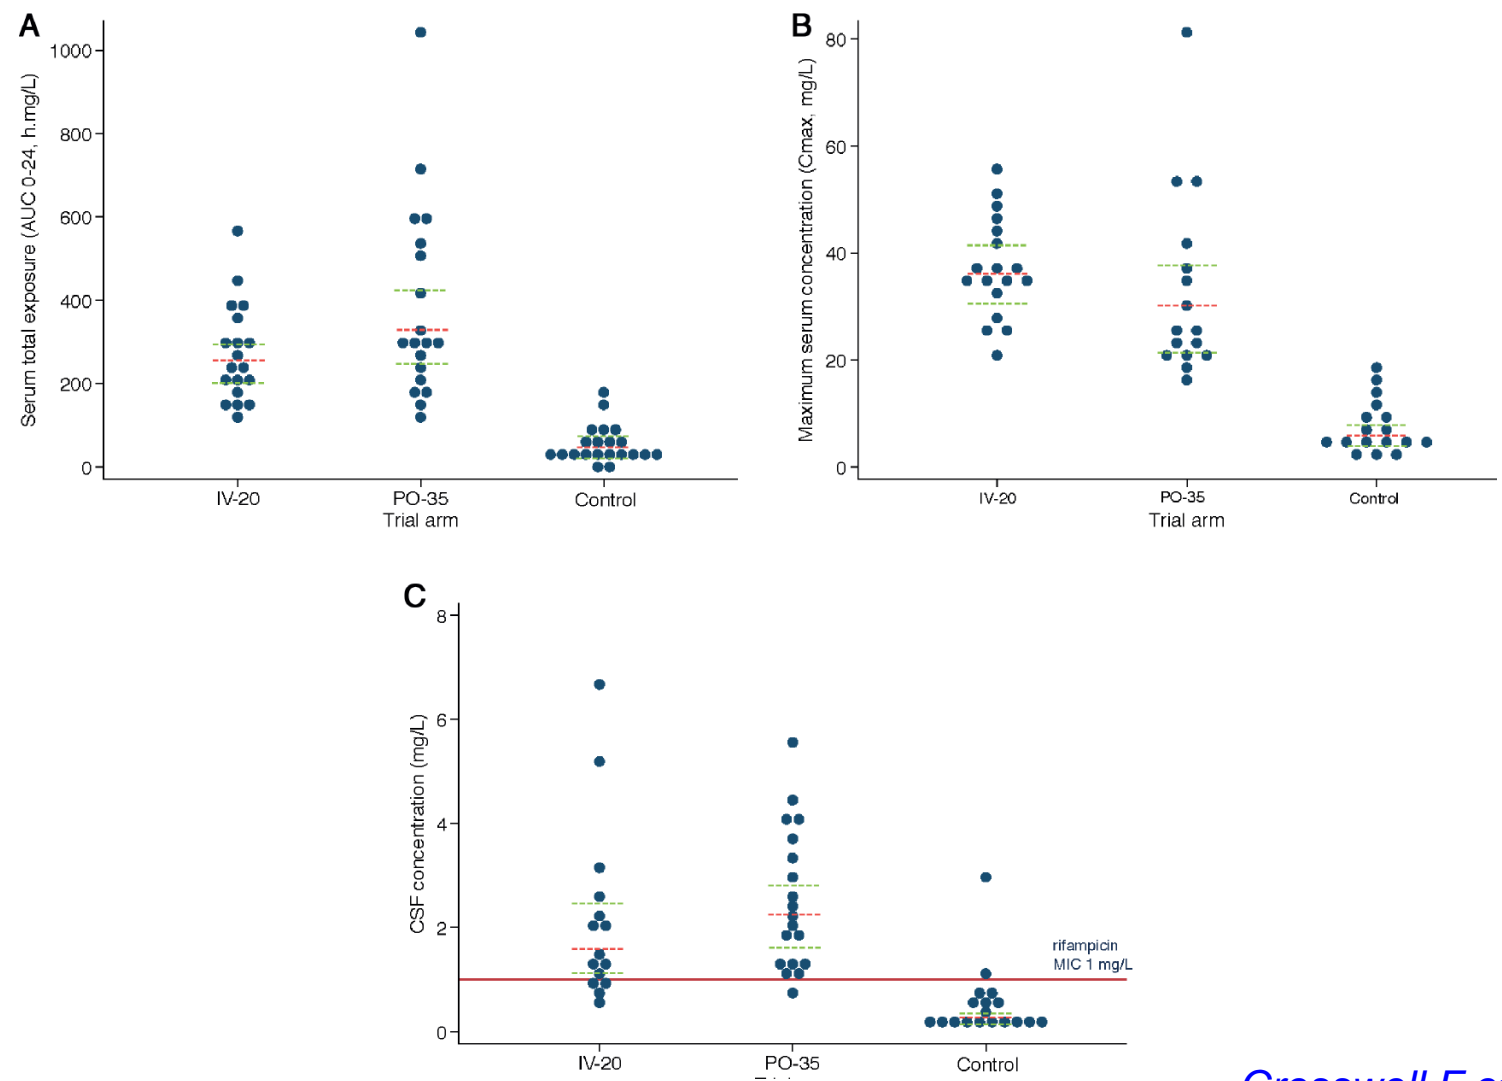 A
Serum total exposure (AUC 0-24, h.mg/L)
1000
800
600
400
200
0
IV-20 PO-35 Control
Trial arm
B
Maximum serum concentration (Cmax, mg/L)
80
60
40
20
0
IV-20 PO-35 Control
Trial arm
C
CSF concentration (mg/L)
8
6
4
2
0
rifampicin
MIC 1 mg/L
IV-20 PO-35 Control